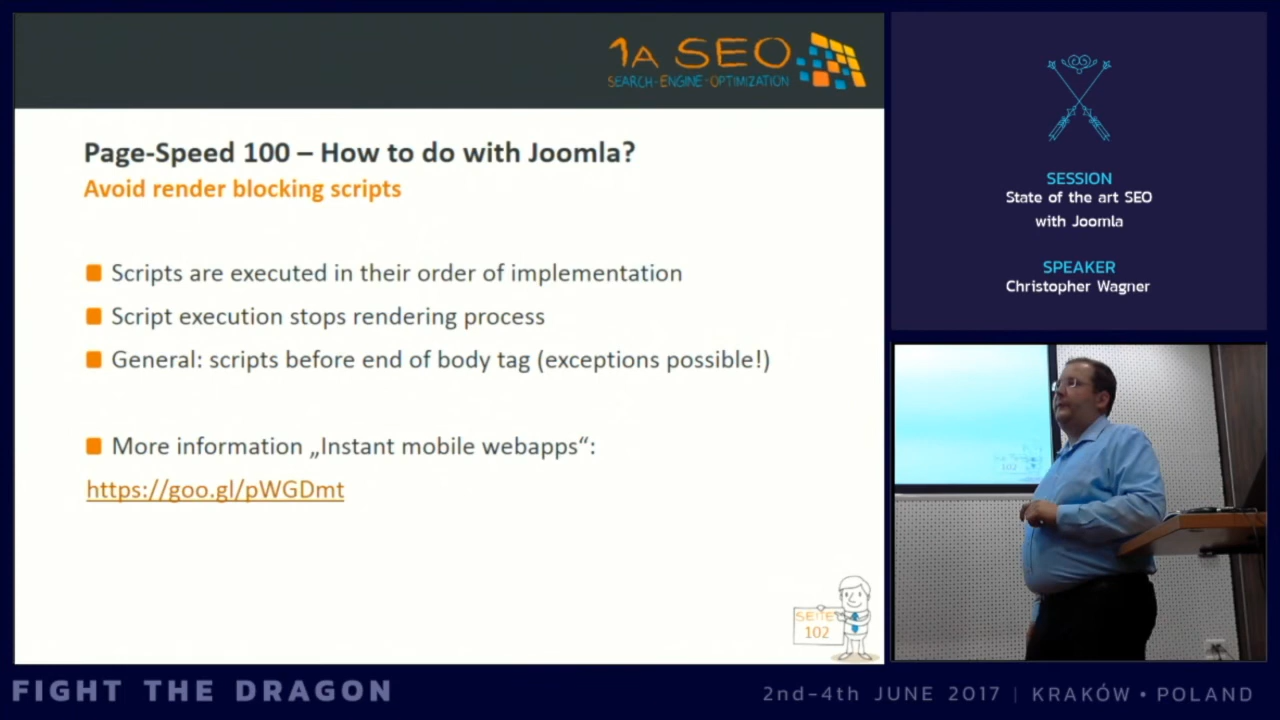 1A SEO
SEARCH-ENGINE-OPTIMIZATION
Page-Speed 100 – How to do with Joomla?
Avoid render blocking scripts
Scripts are executed in their order of implementation
Script execution stops rendering process
General: scripts before end of body tag (exceptions possible!)
More information „Instant mobile webapps“:
https://goo.gl/pWGDmt
SEITE
102
SESSION
State of the art SEO
with Joomla
SPEAKER
Christopher Wagner
102
FIGHT THE DRAGON
2nd-4th JUNE 2017 | KRAKÓW • POLAND